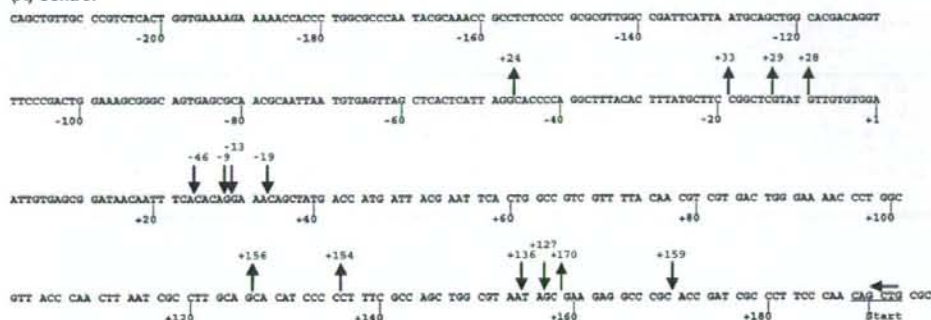 CAGCTGTTGC CCGTCTCACT GGTGAAAAGA AAAACCACCC TGGCGCCCAA TACGCAAACC GCCTCTCCCC GCGCGTTGGC CGATTCATTA ATGCAGCTGG CACGACAGGT
-200 -180 -160 -140 -120
+24 +33 +29 +28
TTCCCGACTG GAAAGCGGGC AGTGAGCGCA ACGCAATTAA TGTGAGTTAG CTCACTCATT AGGCACCCCA GGCTTTACAC TTTATGCTTC CGGCTCGTAT GTTGTGTGGA
-100 -80 -60 -40 -20 +1
-13
-46 -9 -19
ATTGTGAGCG GATAACAATT TCACACAGGA AACAGCTATG ACC ATG ATT ACG AAT TCA CTG GCC GTC GTT TTA CAA CGT CGT GAC TGG GAA AAC CCT GGC
+20 +40 +60 +80 +100
+127
+156 +154 +136 +170 +159
GTT ACC CAA CTT AAT CGC CTT GCA GCA CAT CCC CCT TTC GCC AGC TGG CGT AAT AGC GAA GAG GCC CGC ACC GAT CGC CCT TCC CAA CAG CTG CGC
+120 +140 +160 +180 Start